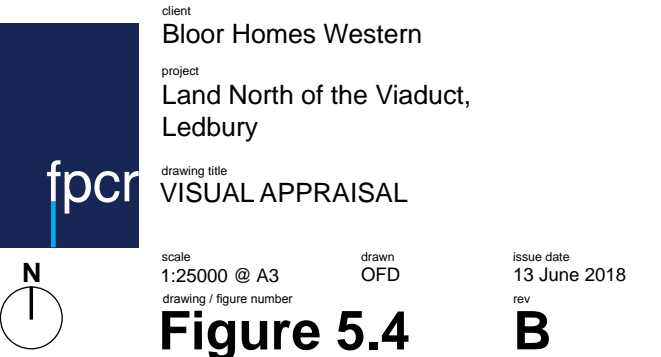 client
Bloor Homes Western
project
Land North of the Viaduct,
Ledbury
fpcr
drawing title
VISUAL APPRAISAL
N
scale
1:25000 @ A3
drawn
OFD
issue date
13 June 2018
drawing / figure number
Figure 5.4
rev
B